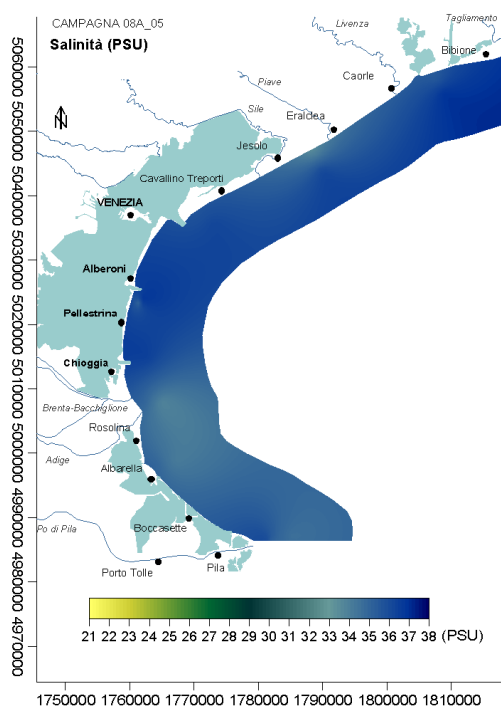 CAMPAGNA 08A_05
Salinità (PSU)
Tagliamento
Livenza
Bibione
Caorle
Piave
Eraldea
Sile
Jesolo
Cavallino Treporti
VENEZIA
Alberoni
Pellestrina
Chioggia
Brenta-Bacchiglione
Rosolina
Adige
Albarella
Boccasette
Po di Pila
Porto Tolle
Pila
5060000
5050000
5040000
5030000
5020000
5010000
5000000
4990000
4980000
4970000
21 22 23 24 25 26 27 28 29 30 31 32 33 34 35 36 37 38 (PSU)
1750000 1760000 1770000 1780000 1790000 1800000 1810000